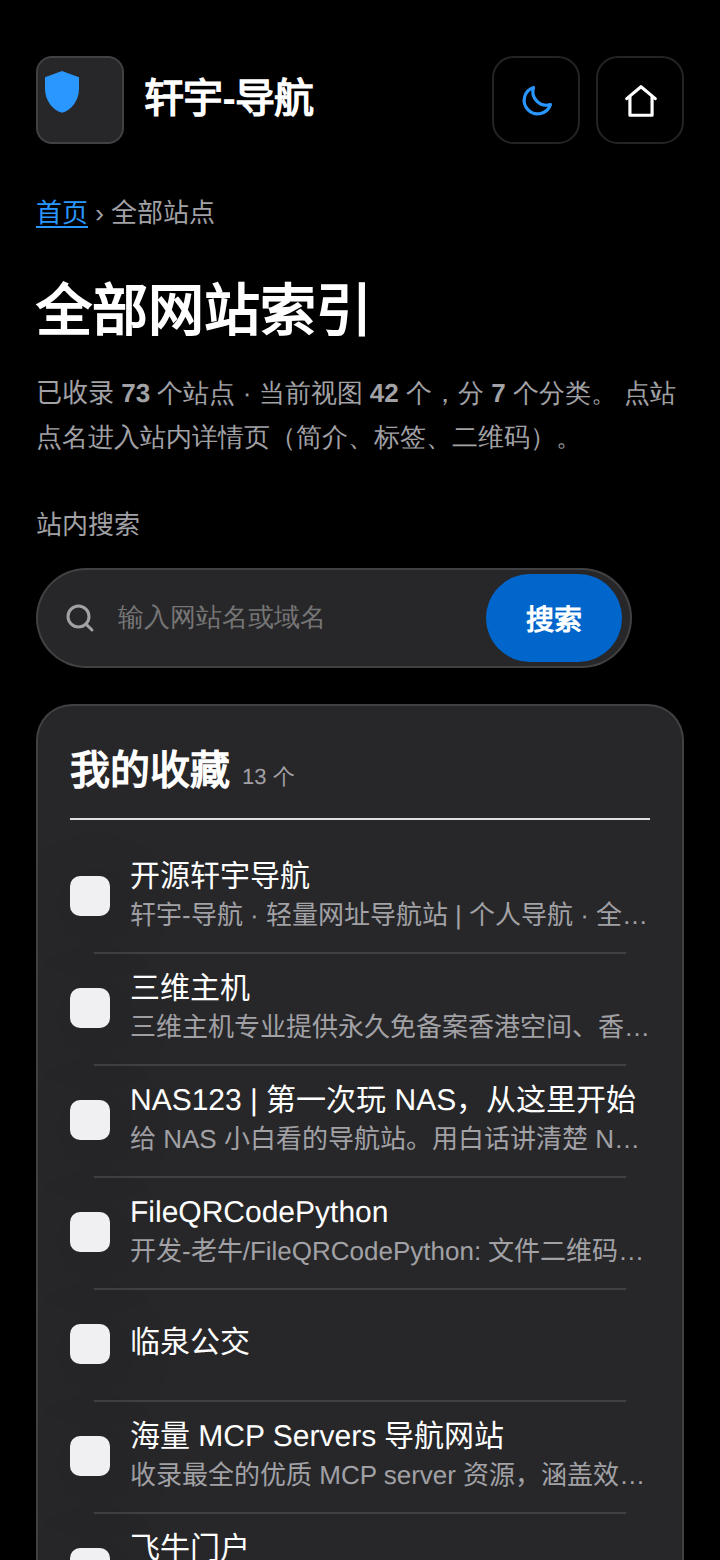 轩宇-导航
首页 › 全部站点
全部网站索引
已收录 73 个站点 · 当前视图 42 个，分 7 个分类。 点站
点名进入站内详情页（简介、标签、二维码）。
站内搜索
输入网站名或域名
搜索
我的收藏 13 个
开源轩宇导航
轩宇-导航 · 轻量网址导航站 | 个人导航 · 全…
三维主机
三维主机专业提供永久免备案香港空间、香…
NAS123 | 第一次玩 NAS，从这里开始
给 NAS 小白看的导航站。用白话讲清楚 N…
FileQRCodePython
开发-老牛/FileQRCodePython: 文件二维码…
临泉公交
海量 MCP Servers 导航网站
收录最全的优质 MCP server 资源，涵盖效…
飞牛门户